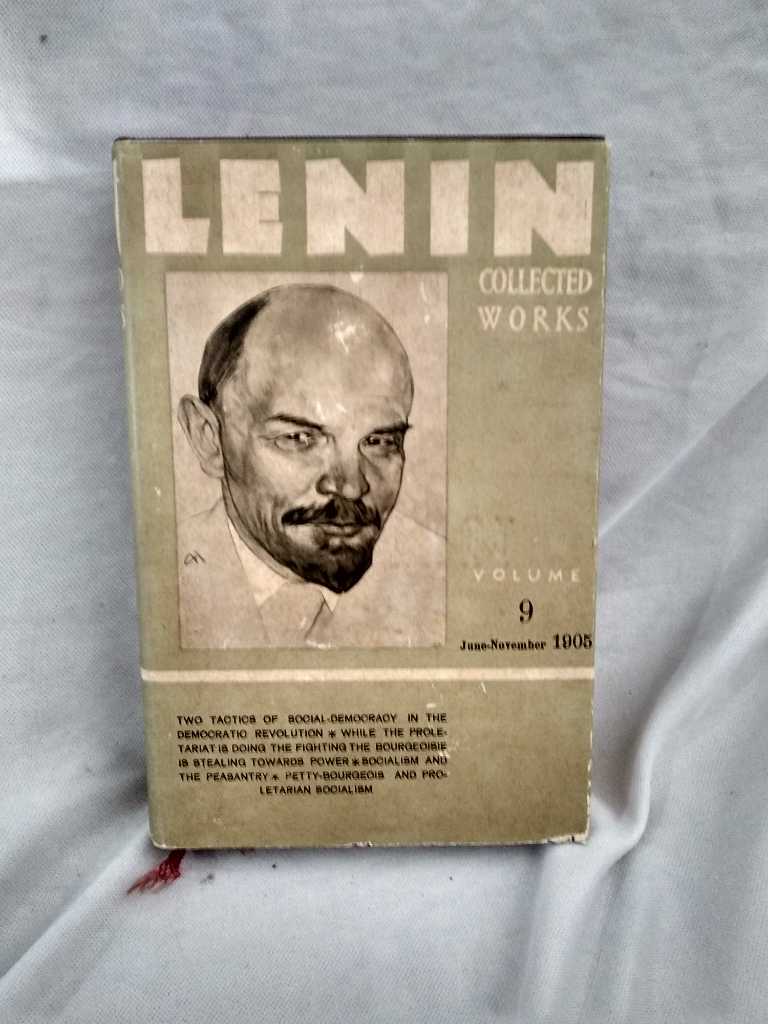 LENIN
COLLECTED
WORKS
VOLUME
9
June-November 1905
TWO TACTICS OF SOCIAL-DEMOCRACY IN THE
DEMOCRATIC REVOLUTION * WHILE THE PROLE-
TARIAT IS DOING THE FIGHTING THE BOURGEOISIE
IS STEALING TOWARDS POWER * SOCIALISM AND
THE PEASANTRY * PETTY-BOURGEOIS AND PRO-
LETARIAN SOCIALISM